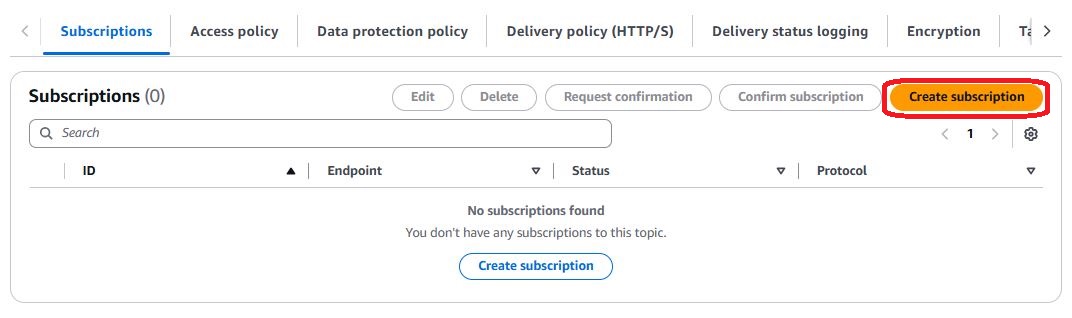 Subscriptions Access policy Data protection policy Delivery policy (HTTP/S) Delivery status logging Encryption
Subscriptions (0) Edit Delete Request confirmation Confirm subscription Create subscription
Search 1
ID Endpoint Status Protocol
No subscriptions found
You don't have any subscriptions to this topic.
Create subscription